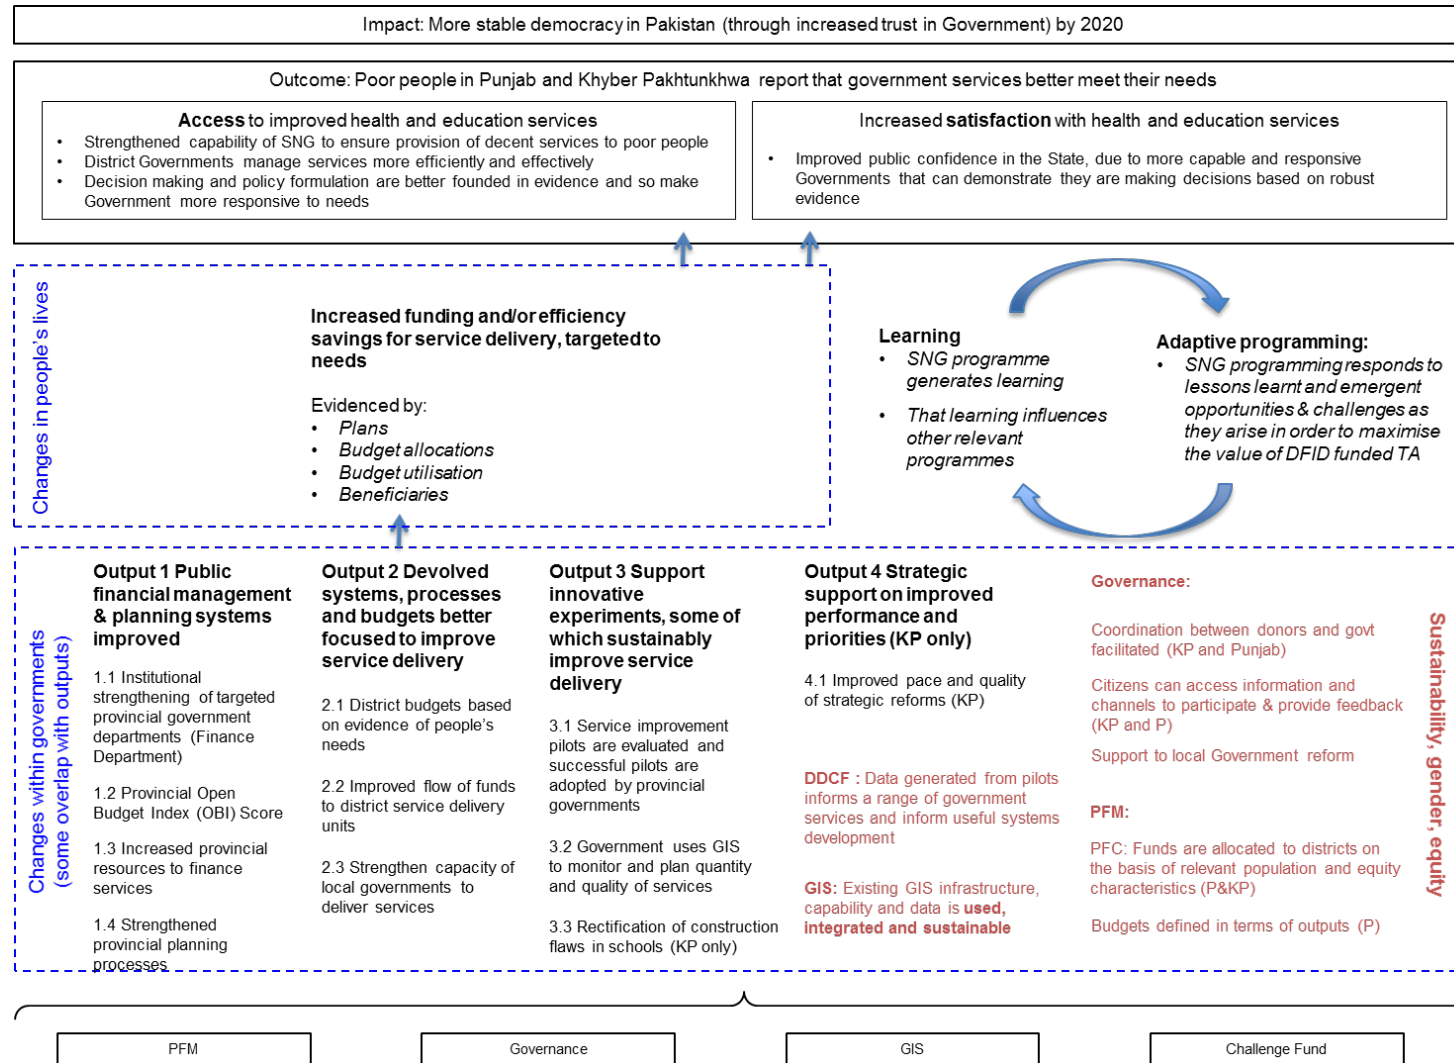 Impact: More stable democracy in Pakistan (through increased trust in Government) by 2020
Outcome: Poor people in Punjab and Khyber Pakhtunkhwa report that government services better meet their needs
Access to improved health and education services
• Strengthened capability of SNG to ensure provision of decent services to poor people
• District Governments manage services more efficiently and effectively
• Decision making and policy formulation are better founded in evidence and so make
Government more responsive to needs
Increased satisfaction with health and education services
• Improved public confidence in the State, due to more capable and responsive
Governments that can demonstrate they are making decisions based on robust
evidence
Changes in people's lives
Increased funding and/or efficiency
savings for service delivery, targeted to
needs
Evidenced by:
• Plans
• Budget allocations
• Budget utilisation
• Beneficiaries
Learning
• SNG programme
generates learning
• That learning influences
other relevant
programmes
Adaptive programming:
• SNG programming responds to
lessons learnt and emergent
opportunities & challenges as
they arise in order to maximise
the value of DFID funded TA
Changes within governments
(some overlap with outputs)
Output 1 Public
financial management
& planning systems
improved
1.1 Institutional
strengthening of targeted
provincial government
departments (Finance
Department)
1.2 Provincial Open
Budget Index (OBI) Score
1.3 Increased provincial
resources to finance
services
1.4 Strengthened
provincial planning
processes
Output 2 Devolved
systems, processes
and budgets better
focused to improve
service delivery
2.1 District budgets based
on evidence of people's
needs
2.2 Improved flow of funds
to district service delivery
units
2.3 Strengthen capacity of
local governments to
deliver services
Output 3 Support
innovative
experiments, some of
which sustainably
improve service
delivery
3.1 Service improvement
pilots are evaluated and
successful pilots are
adopted by provincial
governments
3.2 Government uses GIS
to monitor and plan quantity
and quality of services
3.3 Rectification of construction
flaws in schools (KP only)
Output 4 Strategic
support on improved
performance and
priorities (KP only)
4.1 Improved pace and quality
of strategic reforms (KP)
DDCF : Data generated from pilots
informs a range of government
services and inform useful systems
development
GIS: Existing GIS infrastructure,
capability and data is used,
integrated and sustainable
Governance:
Coordination between donors and govt
facilitated (KP and Punjab)
Citizens can access information and
channels to participate & provide feedback
(KP and P)
Support to local Government reform
PFM:
PFC: Funds are allocated to districts on
the basis of relevant population and equity
characteristics (P&KP)
Budgets defined in terms of outputs (P)
Sustainability, gender, equity
PFM
Governance
GIS
Challenge Fund